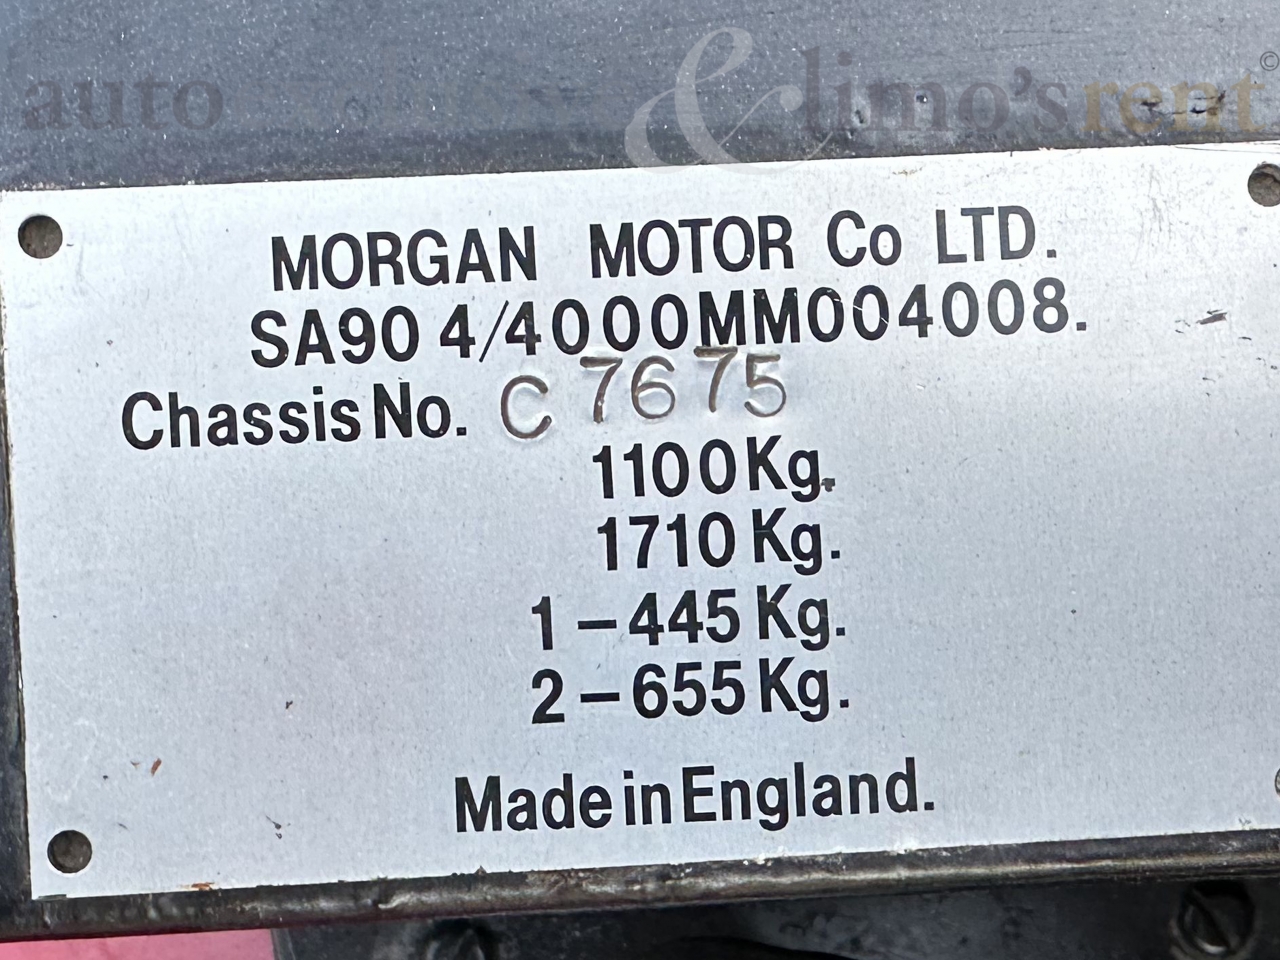 auto & limo's rent ©
MORGAN MOTOR Co LTD.
SA90 4/4000MM004008.
Chassis No. C 7675
1100 Kg.
1710 Kg.
1 – 445 Kg.
2 – 655 Kg.
Made in England.